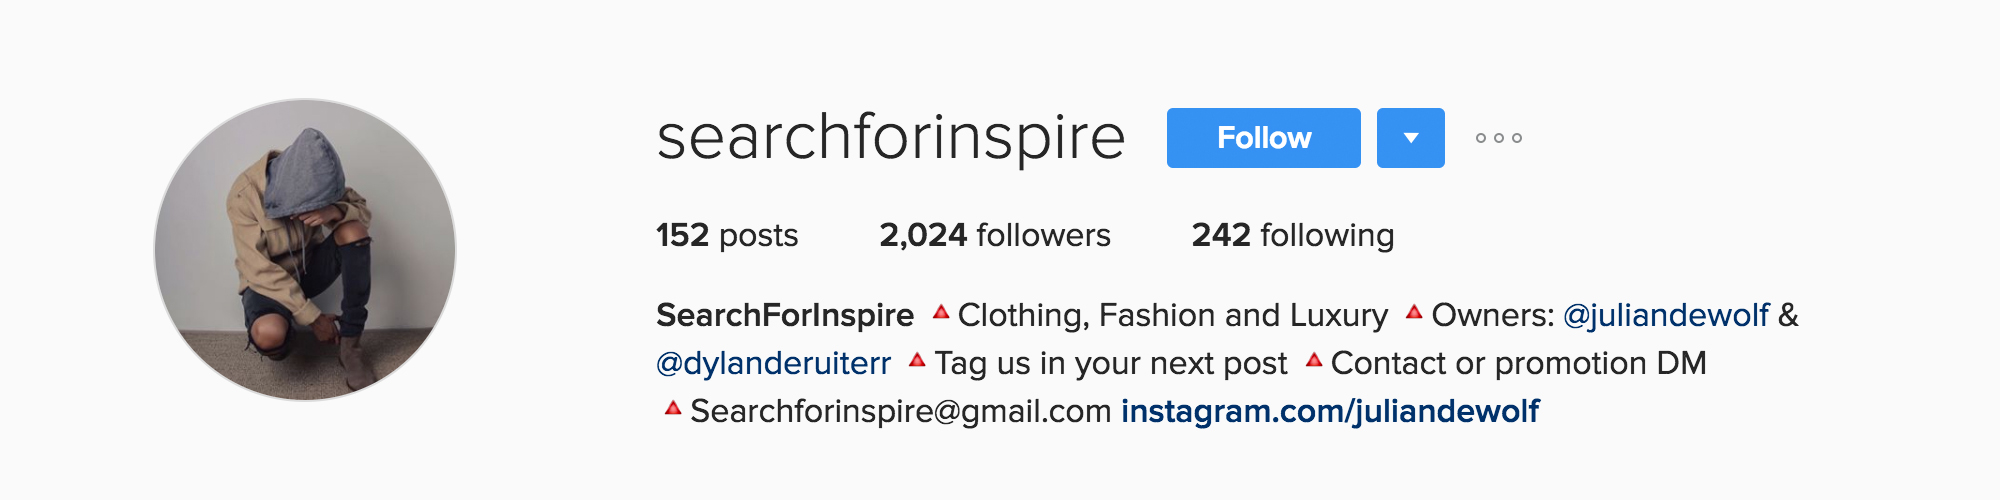 searchforinspire Follow
152 posts 2,024 followers 242 following
SearchForInspire 🔺Clothing, Fashion and Luxury 🔺Owners: @juliandewolf &
@dylanderuiterr 🔺Tag us in your next post 🔺Contact or promotion DM
🔺Searchforinspire@gmail.com instagram.com/juliandewolf